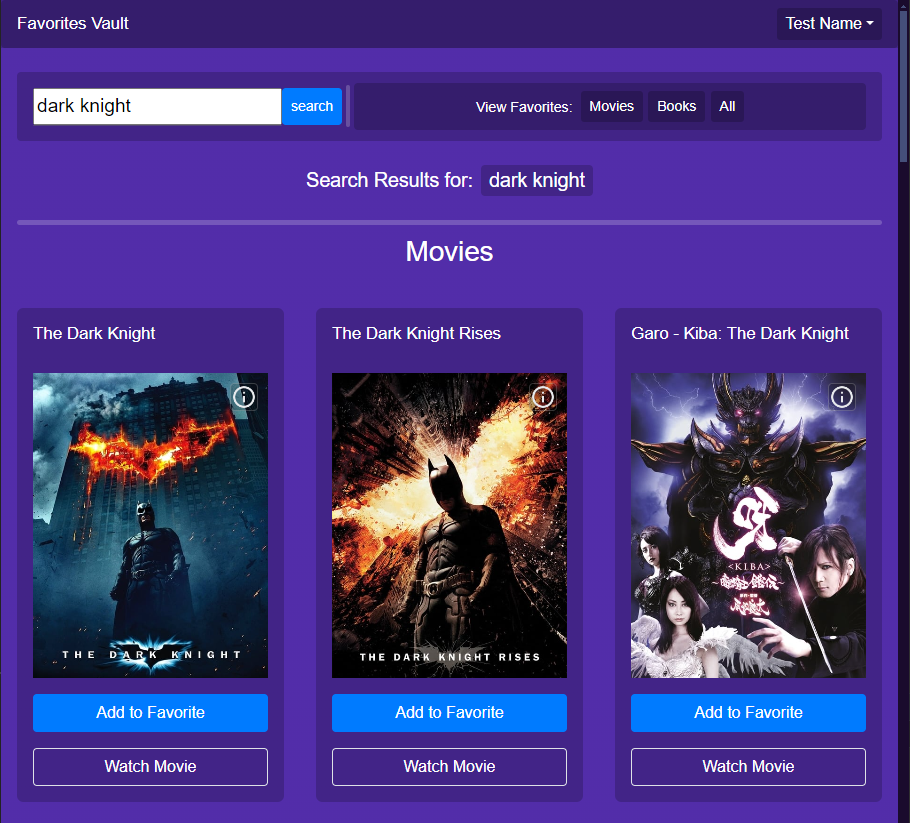 Favorites Vault
Test Name
dark knight
search
View Favorites: Movies Books All
Search Results for: dark knight
Movies
The Dark Knight
The Dark Knight Rises
Garo - Kiba: The Dark Knight
THE DARK KNIGHT
THE DARK KNIGHT RISES
<KIBA>
Add to Favorite
Add to Favorite
Add to Favorite
Watch Movie
Watch Movie
Watch Movie